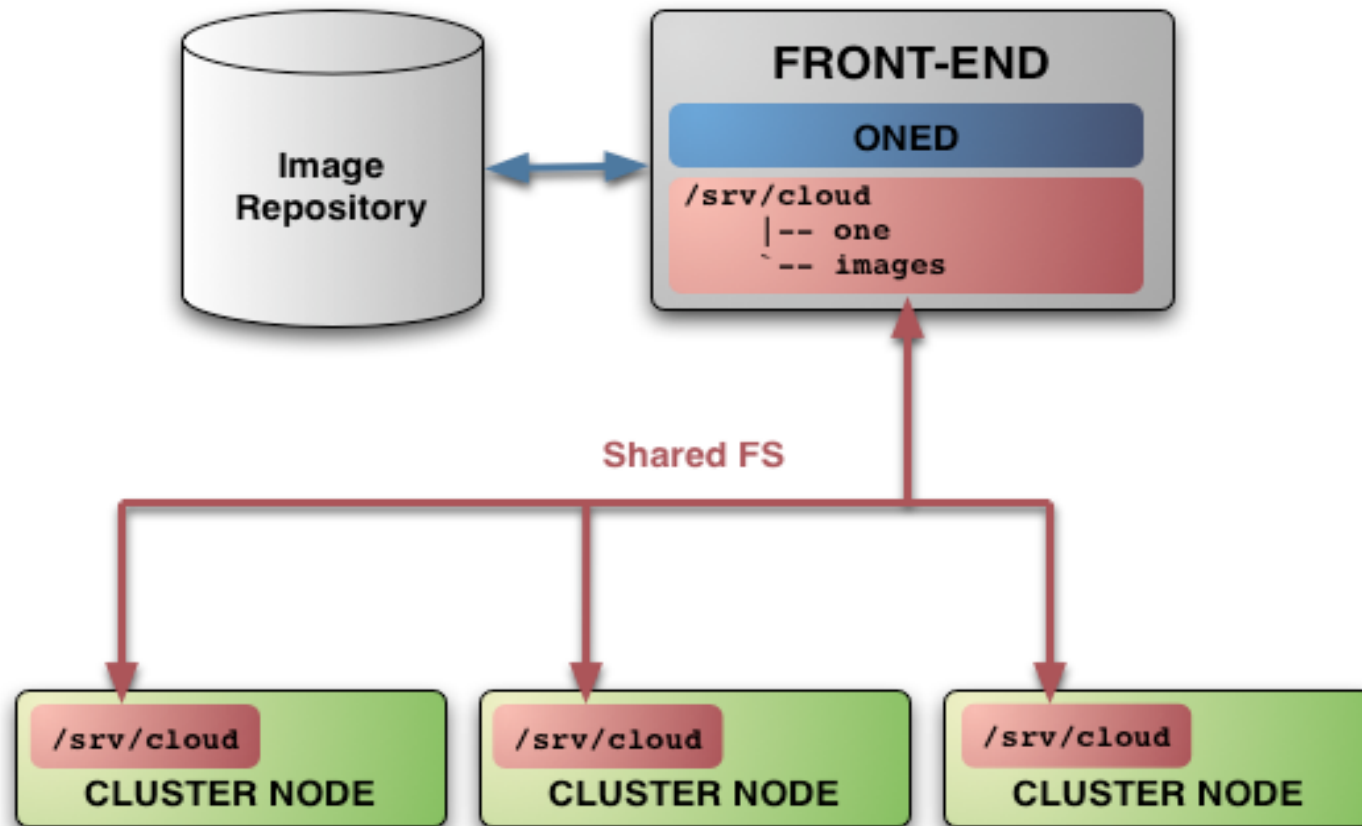 Image
Repository
FRONT-END
ONED
/srv/cloud
|-- one
`-- images
Shared FS
/srv/cloud
CLUSTER NODE
/srv/cloud
CLUSTER NODE
/srv/cloud
CLUSTER NODE